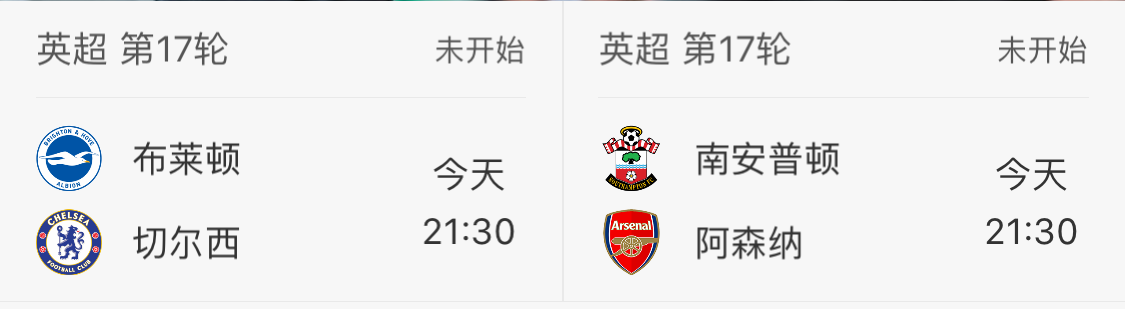 英超 第17轮
未开始
BRIGHTON & HOVE
ALBION
布莱顿
CHELSEA
FOOTBALL CLUB
切尔西
今天
21:30
英超 第17轮
未开始
SOUTHAMPTON FC
南安普顿
Arsenal
阿森纳
今天
21:30